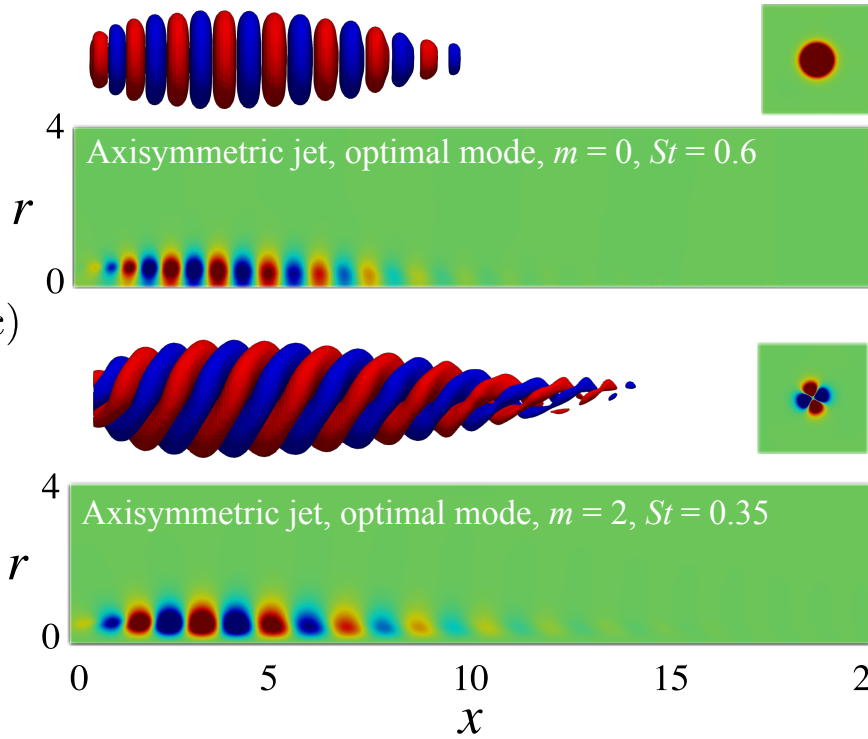 4
Axisymmetric jet, optimal mode, m = 0, St = 0.6
r
0
)
4
Axisymmetric jet, optimal mode, m = 2, St = 0.35
r
0
0 5 10 15 2
x